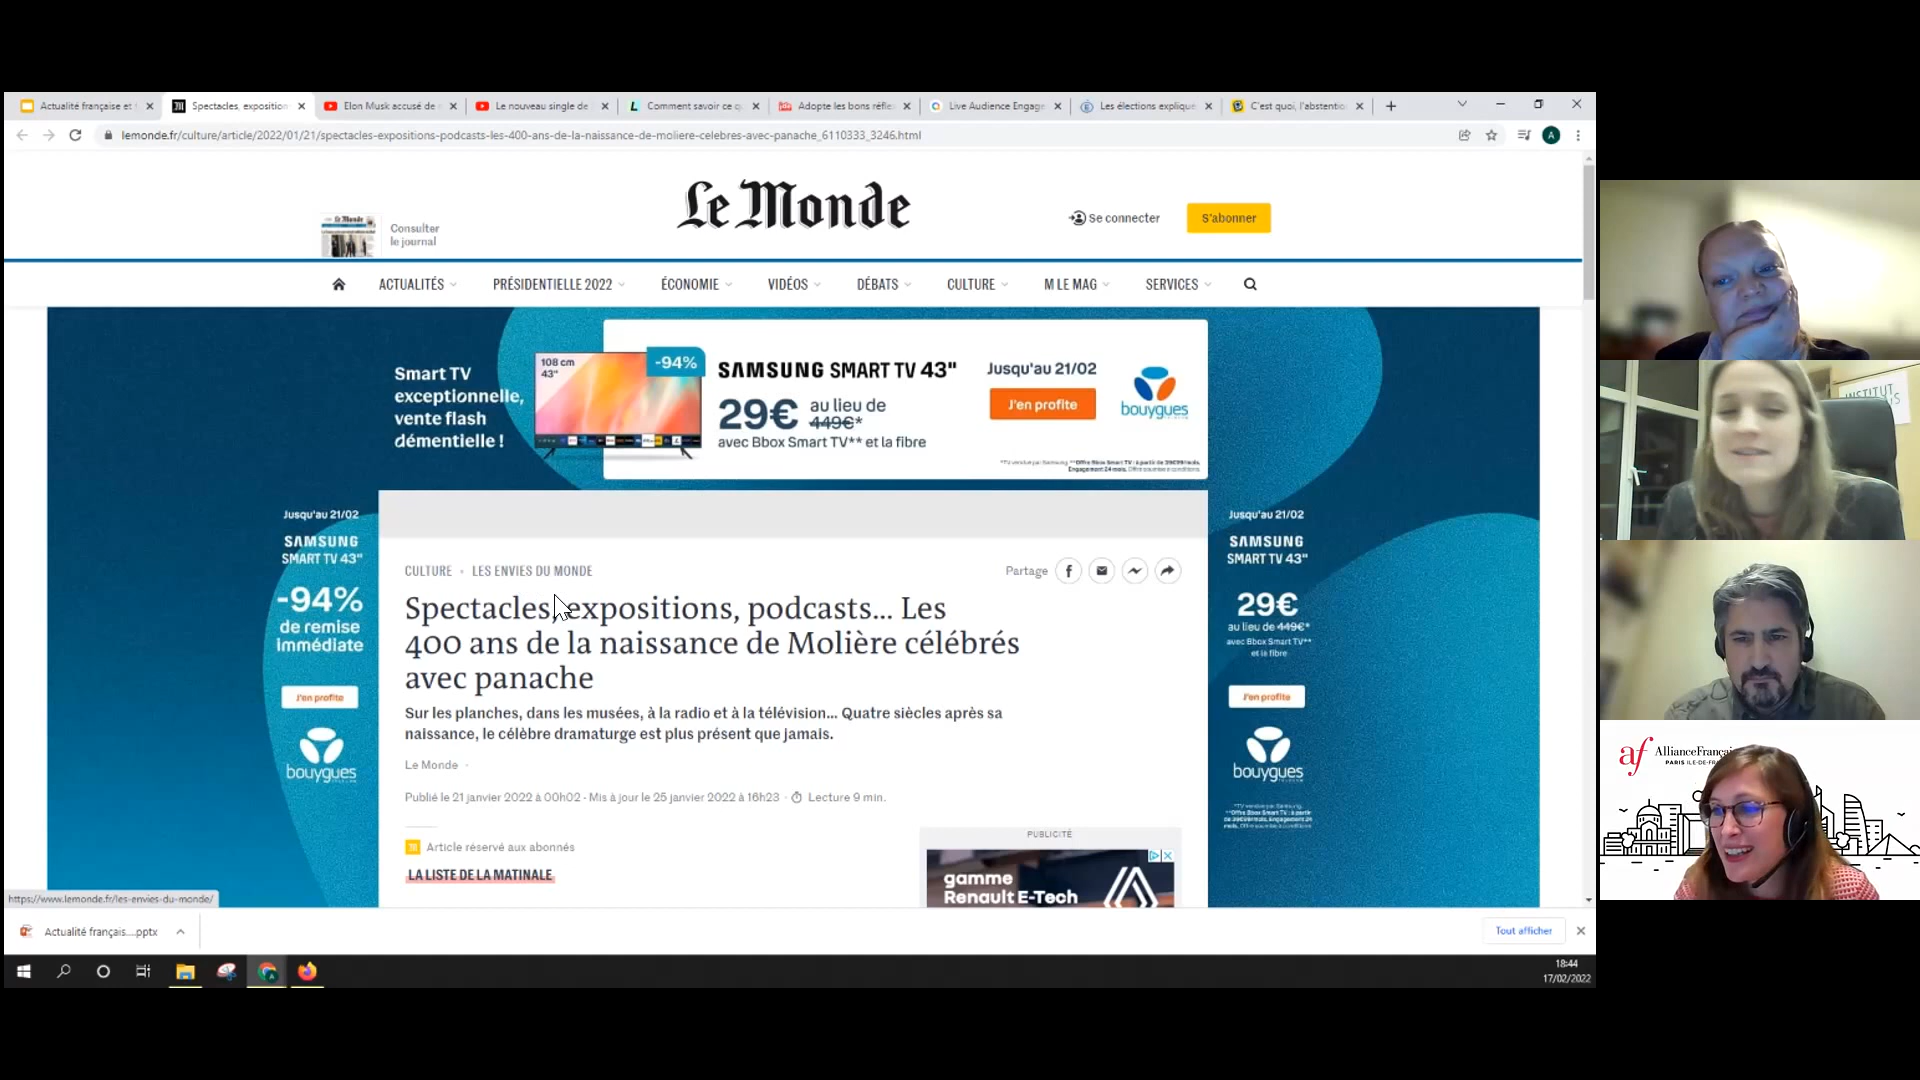 Actualité française et
Spectacles, exposition
Elon Musk accusé de
Le nouveau single de
Comment savoir ce q
Adopte les bons réfle
Live Audience Engage
Les élections expliqu
C'est quoi, l'abstentio
lemonde.fr/culture/article/2022/01/21/spectacles-expositions-podcasts-les-400-ans-de-la-naissance-de-moliere-celebres-avec-panache_6110333_3246.html
A
Le Monde
Consulter
le journal
Se connecter
S'abonner
ACTUALITÉS
PRÉSIDENTIELLE 2022
ÉCONOMIE
VIDÉOS
DÉBATS
CULTURE
M LE MAG
SERVICES
Smart TV
exceptionnelle,
vente flash
démentielle !
108 cm
43"
-94%
SAMSUNG SMART TV 43"
29€ au lieu de
449€*
avec Bbox Smart TV** et la fibre
Jusqu'au 21/02
J'en profite
bouygues
Jusqu'au 21/02
SAMSUNG
SMART TV 43"
-94%
de remise
immédiate
J'en profite
bouygues
CULTURE • LES ENVIES DU MONDE
Partage
Spectacles, expositions, podcasts… Les
400 ans de la naissance de Molière célébrés
avec panache
Sur les planches, dans les musées, à la radio et à la télévision… Quatre siècles après sa
naissance, le célèbre dramaturge est plus présent que jamais.
Le Monde
Publié le 21 janvier 2022 à 00h02 - Mis à jour le 25 janvier 2022 à 16h23 · Lecture 9 min.
Article réservé aux abonnés
LA LISTE DE LA MATINALE
PUBLICITÉ
gamme
Renault E-Tech
Jusqu'au 21/02
SAMSUNG
SMART TV 43"
29€
au lieu de 449€*
avec Bbox Smart TV**
et la fibre
J'en profite
bouygues
https://www.lemonde.fr/les-envies-du-monde/
Actualité français....pptx
Tout afficher
18:44
17/02/2022
INSTITUT
af AllianceFrança
PARIS ILE-DE-FR